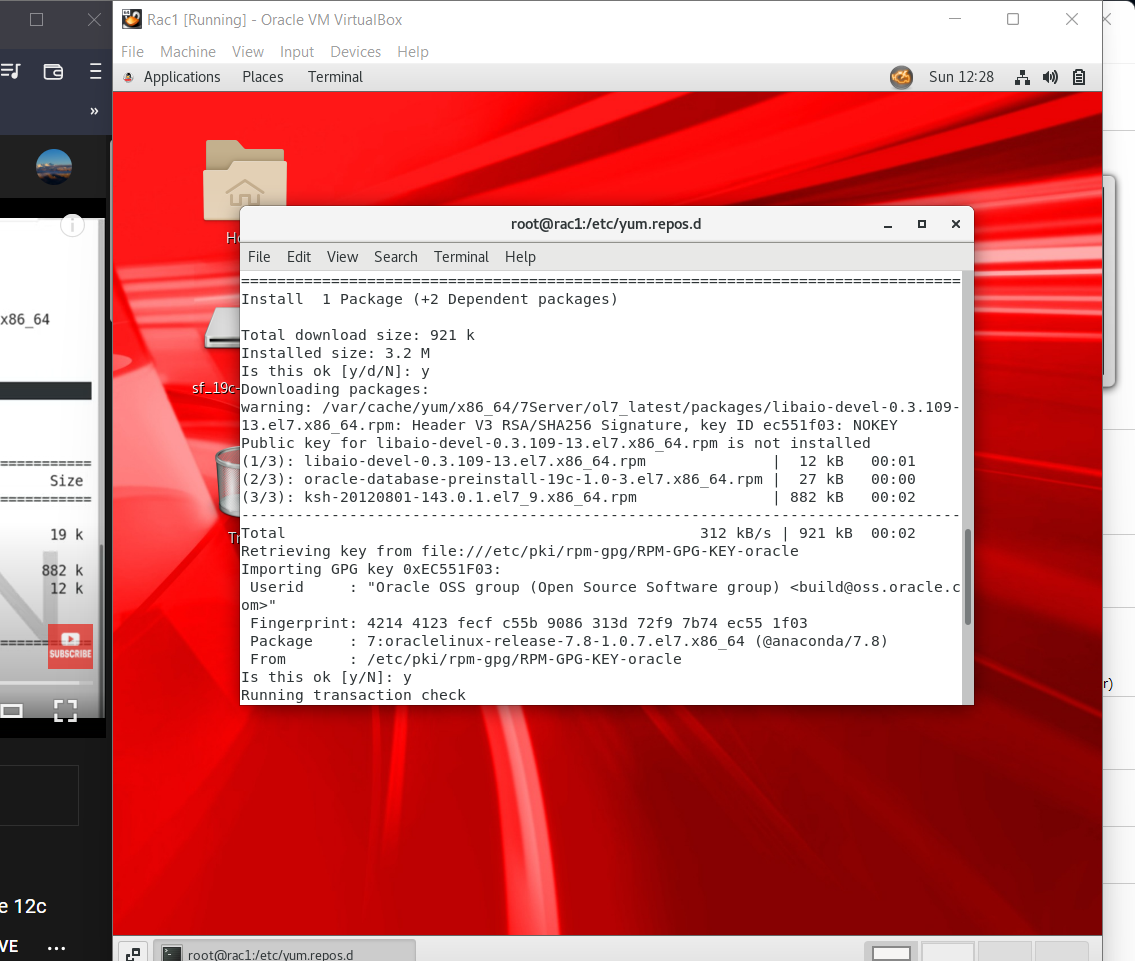 Rac1 [Running] - Oracle VM VirtualBox
File Machine View Input Devices Help
Applications Places Terminal
Sun 12:28
»
root@rac1:/etc/yum.repos.d
File Edit View Search Terminal Help
================================================================================
Install  1 Package (+2 Dependent packages)
Total download size: 921 k
Installed size: 3.2 M
Is this ok [y/d/N]: y
Downloading packages:
warning: /var/cache/yum/x86_64/7Server/ol7_latest/packages/libaio-devel-0.3.109-
13.el7.x86_64.rpm: Header V3 RSA/SHA256 Signature, key ID ec551f03: NOKEY
Public key for libaio-devel-0.3.109-13.el7.x86_64.rpm is not installed
(1/3): libaio-devel-0.3.109-13.el7.x86_64.rpm              |  12 kB   00:01
(2/3): oracle-database-preinstall-19c-1.0-3.el7.x86_64.rpm |  27 kB   00:00
(3/3): ksh-20120801-143.0.1.el7_9.x86_64.rpm               | 882 kB   00:02
--------------------------------------------------------------------------------
Total                                              312 kB/s | 921 kB  00:02
Retrieving key from file:///etc/pki/rpm-gpg/RPM-GPG-KEY-oracle
Importing GPG key 0xEC551F03:
 Userid     : "Oracle OSS group (Open Source Software group) <build@oss.oracle.c
om>"
 Fingerprint: 4214 4123 fecf c55b 9086 313d 72f9 7b74 ec55 1f03
 Package    : 7:oraclelinux-release-7.8-1.0.7.el7.x86_64 (@anaconda/7.8)
 From       : /etc/pki/rpm-gpg/RPM-GPG-KEY-oracle
Is this ok [y/N]: y
Running transaction check
sf_19c-
x86_64
===========
Size
===========
19 k
882 k
12 k
===========
SUBSCRIBE
e 12c
VE ...
r)
root@rac1:/etc/yum.repos.d